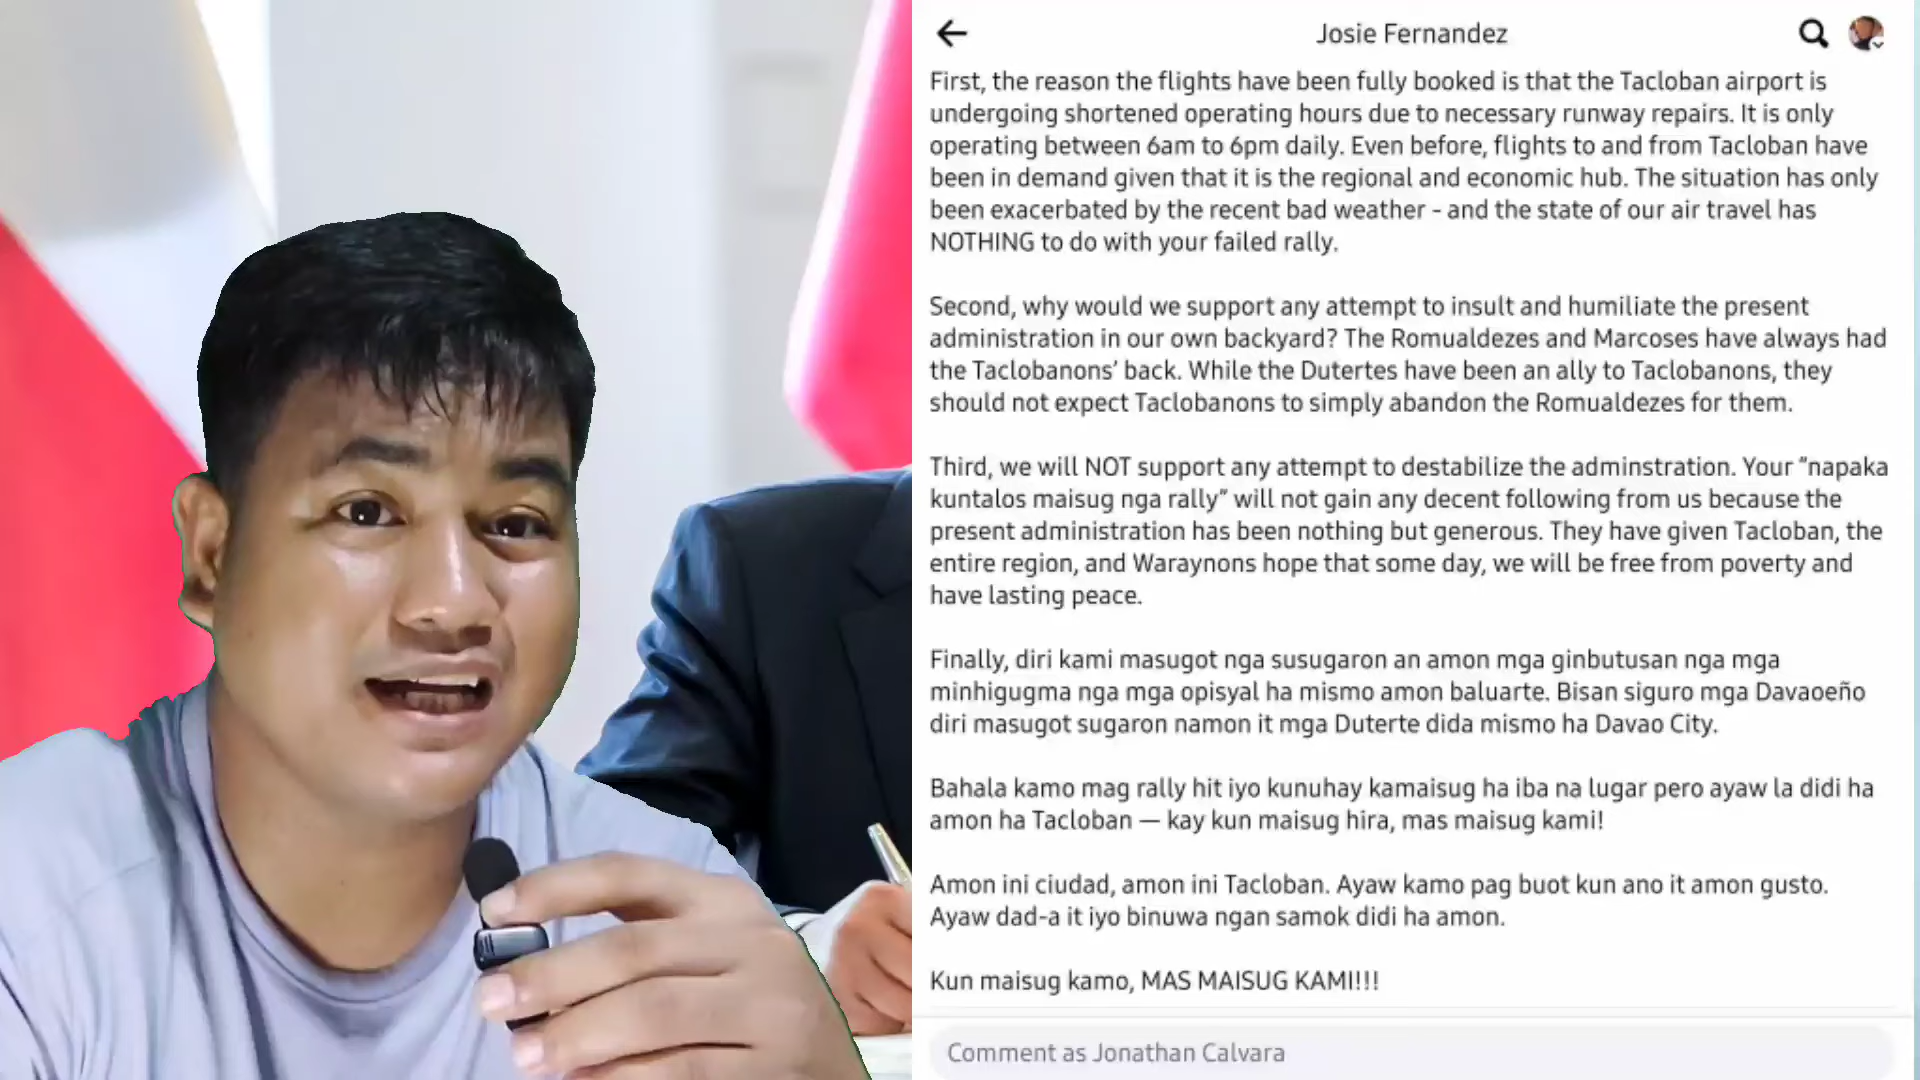 Josie Fernandez
First, the reason the flights have been fully booked is that the Tacloban airport is
undergoing shortened operating hours due to necessary runway repairs. It is only
operating between 6am to 6pm daily. Even before, flights to and from Tacloban have
been in demand given that it is the regional and economic hub. The situation has only
been exacerbated by the recent bad weather - and the state of our air travel has
NOTHING to do with your failed rally.
Second, why would we support any attempt to insult and humiliate the present
administration in our own backyard? The Romualdezes and Marcoses have always had
the Taclobanons’ back. While the Dutertes have been an ally to Taclobanons, they
should not expect Taclobanons to simply abandon the Romualdezes for them.
Third, we will NOT support any attempt to destabilize the adminstration. Your “napaka
kuntalos maisug nga rally” will not gain any decent following from us because the
present administration has been nothing but generous. They have given Tacloban, the
entire region, and Waraynons hope that some day, we will be free from poverty and
have lasting peace.
Finally, diri kami masugot nga susugaron an amon mga ginbutusan nga mga
minhigugma nga mga opisyal ha mismo amon baluarte. Bisan siguro mga Davaoeño
diri masugot sugaron namon it mga Duterte dida mismo ha Davao City.
Bahala kamo mag rally hit iyo kunuhay kamaisug ha iba na lugar pero ayaw la didi ha
amon ha Tacloban — kay kun maisug hira, mas maisug kami!
Amon ini ciudad, amon ini Tacloban. Ayaw kamo pag buot kun ano it amon gusto.
Ayaw dad-a it iyo binuwa ngan samok didi ha amon.
Kun maisug kamo, MAS MAISUG KAMI!!!
Comment as Jonathan Calvara